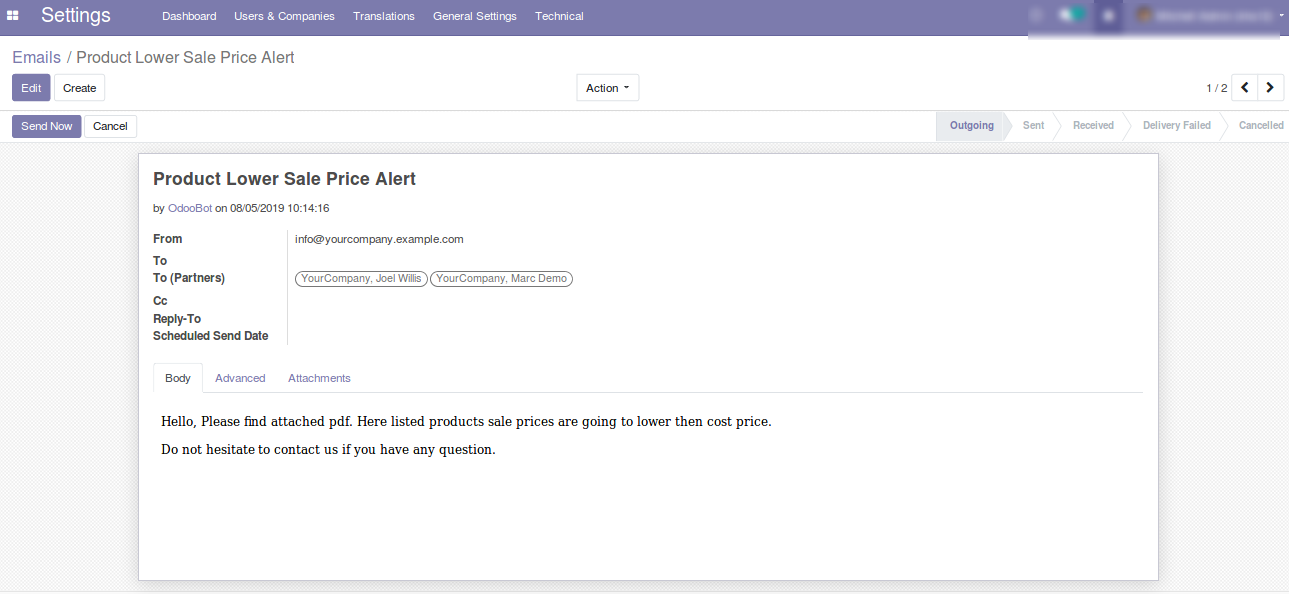 Settings Dashboard Users & Companies Translations General Settings Technical
Emails / Product Lower Sale Price Alert
Edit Create Action 1 / 2
Send Now Cancel Outgoing Sent Received Delivery Failed Cancelled
Product Lower Sale Price Alert
by OdooBot on 08/05/2019 10:14:16
From info@yourcompany.example.com
To
To (Partners) YourCompany, Joel Willis YourCompany, Marc Demo
Cc
Reply-To
Scheduled Send Date
Body Advanced Attachments
Hello, Please find attached pdf. Here listed products sale prices are going to lower then cost price.
Do not hesitate to contact us if you have any question.